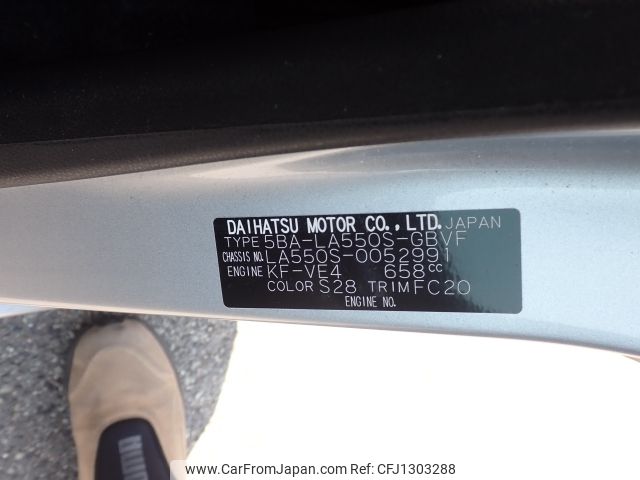 DAIHATSU MOTOR CO., LTD. JAPAN
TYPE 5BA-LA550S-GBVF
CHASSIS NO. LA550S-0052991
ENGINE KF-VE4 658cc
COLOR S28 TRIM FC20
ENGINE NO.
www.CarFromJapan.com - CFJ1303288